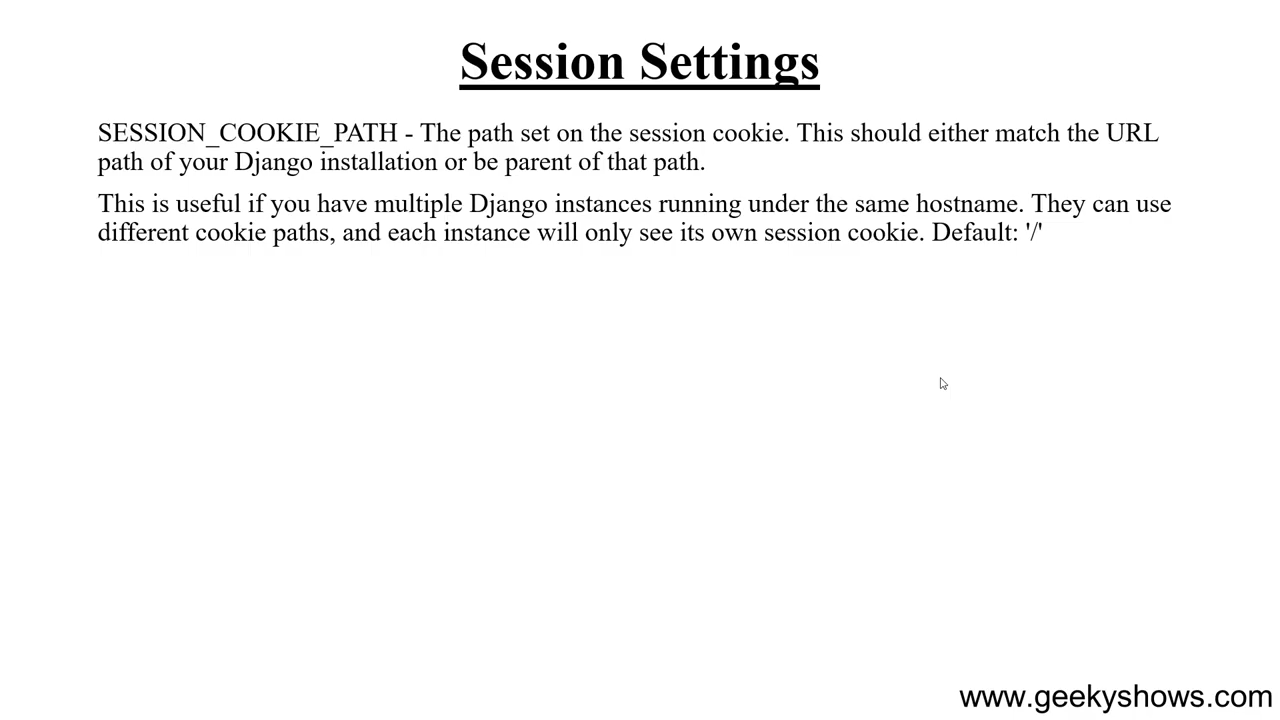 Session Settings
SESSION_COOKIE_PATH - The path set on the session cookie. This should either match the URL
path of your Django installation or be parent of that path.
This is useful if you have multiple Django instances running under the same hostname. They can use
different cookie paths, and each instance will only see its own session cookie. Default: '/'
www.geekyshows.com